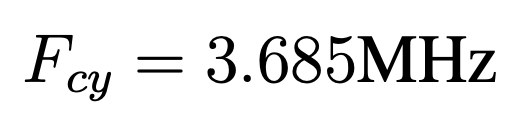 F_{cy} = 3.685MHz